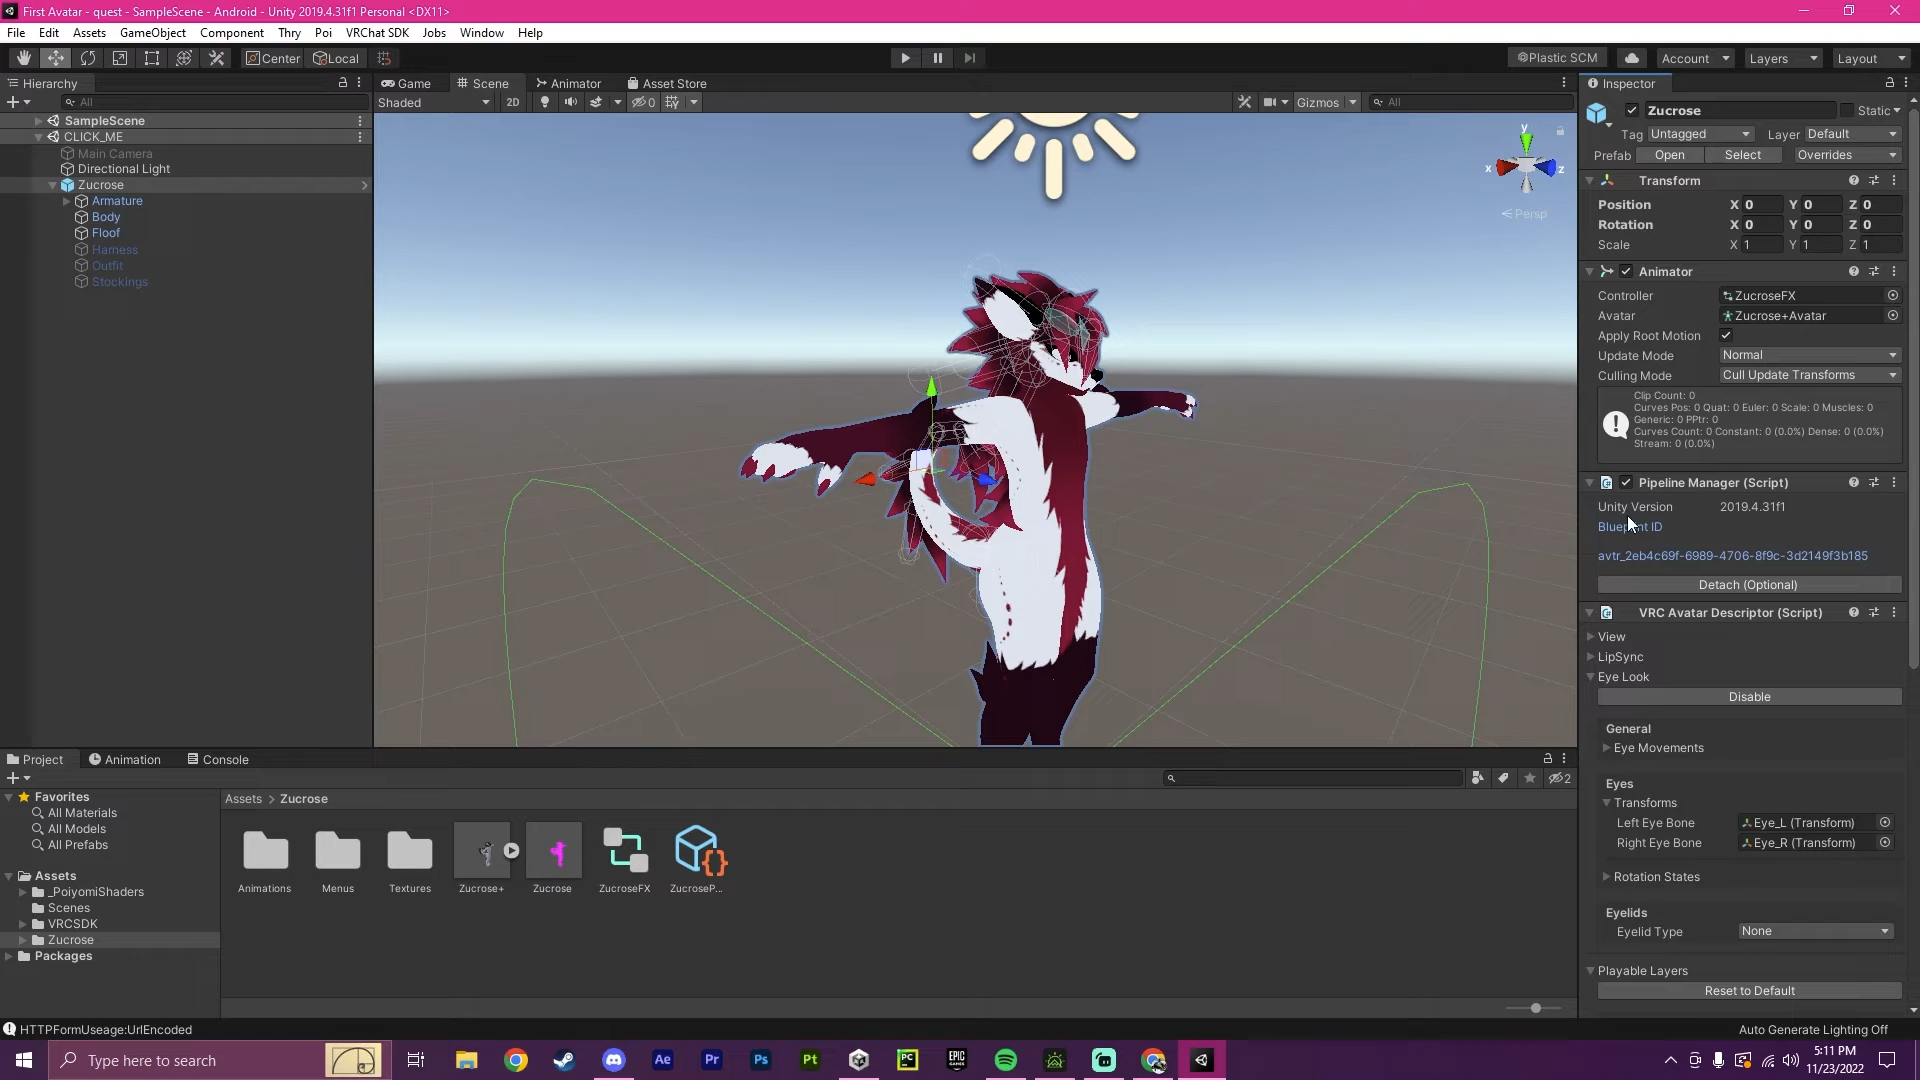 First Avatar - quest - SampleScene - Android - Unity 2019.4.31f1 Personal <DX11>
File Edit Assets GameObject Component Thry Poi VRChat SDK Jobs Window Help
Center Local Plastic SCM Account Layers Layout
Hierarchy
All
SampleScene
CLICK_ME
Main Camera
Directional Light
Zucrose
Armature
Body
Floof
Harness
Outfit
Stockings
Game Scene Animator Asset Store
Shaded 2D 0 Gizmos All
y
x z
Persp
Inspector
Zucrose Static
Tag Untagged Layer Default
Prefab Open Select Overrides
Transform
Position X 0 Y 0 Z 0
Rotation X 0 Y 0 Z 0
Scale X 1 Y 1 Z 1
Animator
Controller ZucroseFX
Avatar Zucrose+Avatar
Apply Root Motion
Update Mode Normal
Culling Mode Cull Update Transforms
Clip Count: 0
Curves Pos: 0 Quat: 0 Euler: 0 Scale: 0 Muscles: 0
Generic: 0 PPtr: 0
Curves Count: 0 Constant: 0 (0.0%) Dense: 0 (0.0%)
Stream: 0 (0.0%)
Pipeline Manager (Script)
Unity Version 2019.4.31f1
Blueprint ID
avtr_2eb4c69f-6989-4706-8f9c-3d2149f3b185
Detach (Optional)
VRC Avatar Descriptor (Script)
View
LipSync
Eye Look
Disable
General
Eye Movements
Eyes
Transforms
Left Eye Bone Eye_L (Transform)
Right Eye Bone Eye_R (Transform)
Rotation States
Eyelids
Eyelid Type None
Playable Layers
Reset to Default
Project Animation Console
2
Favorites
All Materials
All Models
All Prefabs
Assets
_PoiyomiShaders
Scenes
VRCSDK
Zucrose
Packages
Assets > Zucrose
Animations Menus Textures Zucrose+ Zucrose ZucroseFX ZucroseP...
HTTPFormUseage:UrlEncoded
Auto Generate Lighting Off
Type here to search
Ae Pr Ps Pt PC EPIC GAMES
5:11 PM
11/23/2022